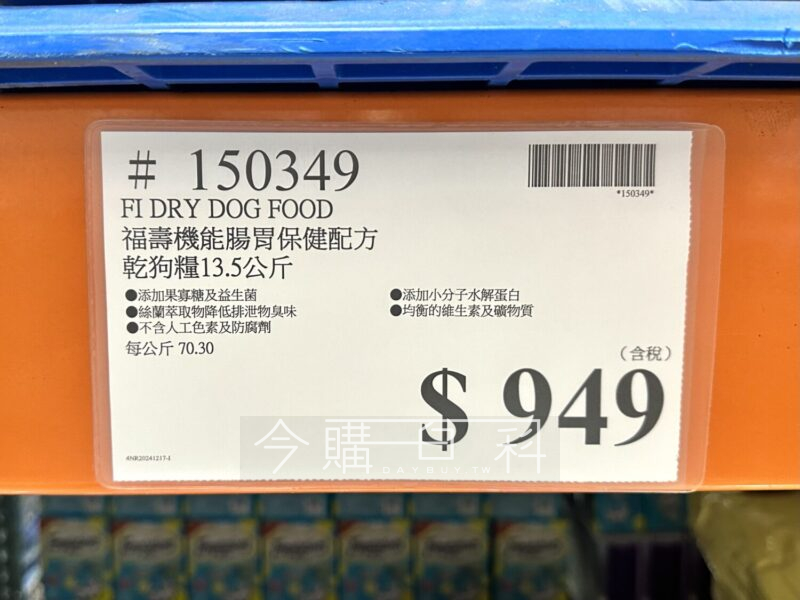 # 150349
*150349*
FI DRY DOG FOOD
福壽機能腸胃保健配方
乾狗糧13.5公斤
●添加果寡糖及益生菌
●添加小分子水解蛋白
●絲蘭萃取物降低排泄物臭味
●均衡的維生素及礦物質
●不含人工色素及防腐劑
每公斤 70.30
(含稅)
$ 949
今購百科
DAYBUY.TW
#NR20241217-I